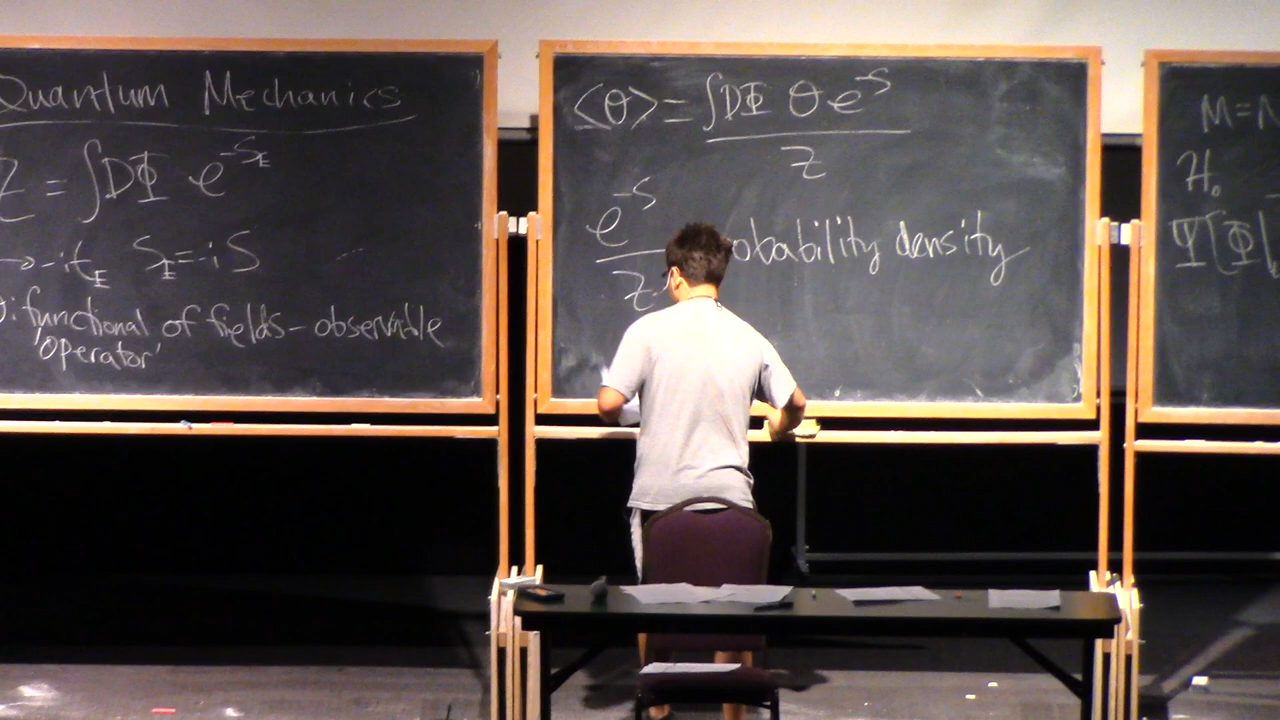 Quantum Mechanics
Z = ∫DΦ e^{-S_E}
→ -it_E   S_E = -iS
O: functional of fields - observable
'Operator'
<O> = ∫DΦ O e^{-S} / Z
e^{-S} / Z   obability density
M =
H₀
Ψ[Φ]